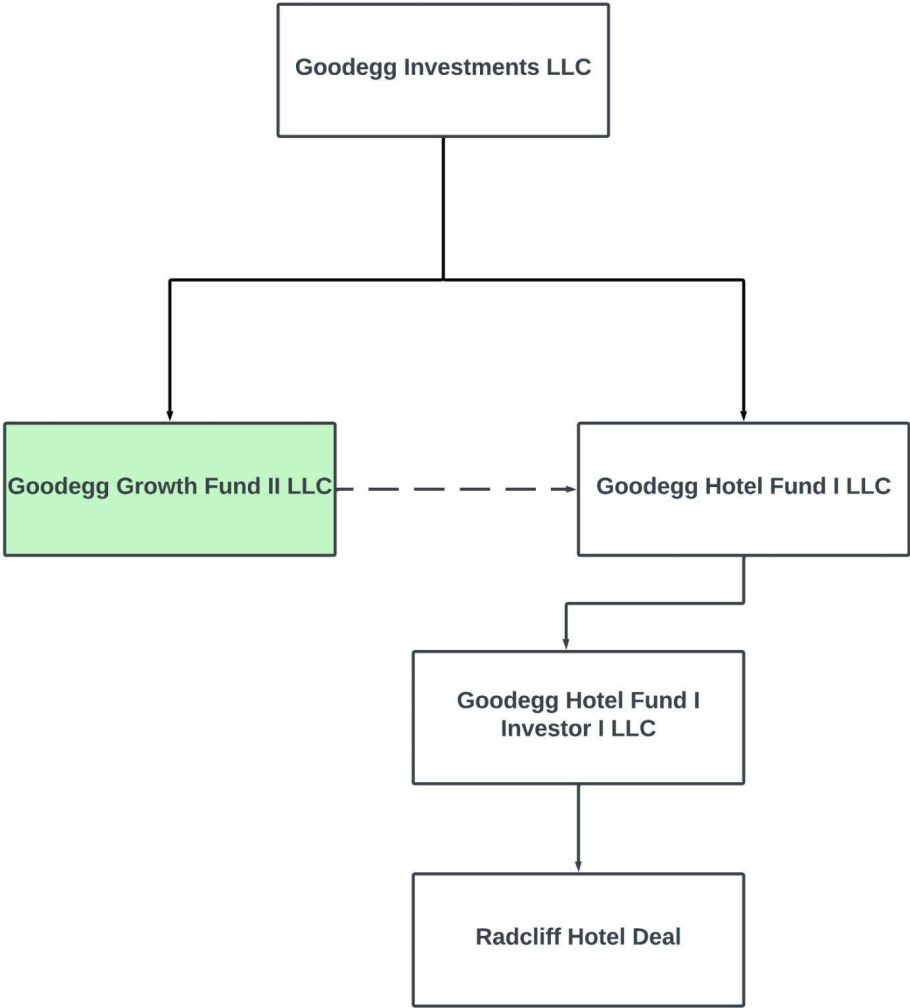 Goodegg Investments LLC
Goodegg Growth Fund II LLC
Goodegg Hotel Fund I LLC
Goodegg Hotel Fund I
Investor I LLC
Radcliff Hotel Deal